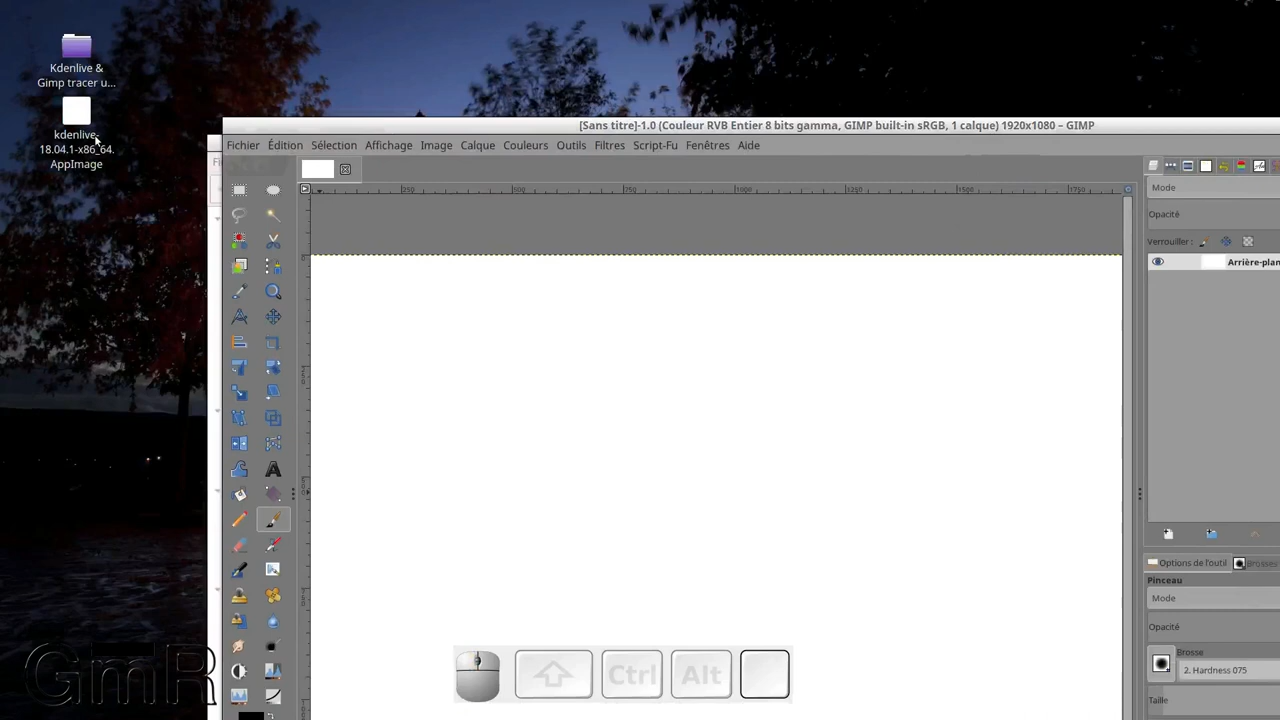 Kdenlive &
Gimp tracer u...
kdenlive-
18.04.1-x86_64.
AppImage
[Sans titre]-1.0 (Couleur RVB Entier 8 bits gamma, GIMP built-in sRGB, 1 calque) 1920x1080 – GIMP
Fichier Édition Sélection Affichage Image Calque Couleurs Outils Filtres Script-Fu Fenêtres Aide
Fi
250 500 750 1000 1250 1500 1750
Mode
Opacité
Verrouiller :
Arrière-plan
Options de l'outil Brosses
Pinceau
Mode
Opacité
Brosse
2. Hardness 075
Taille
Ctrl Alt
GmR